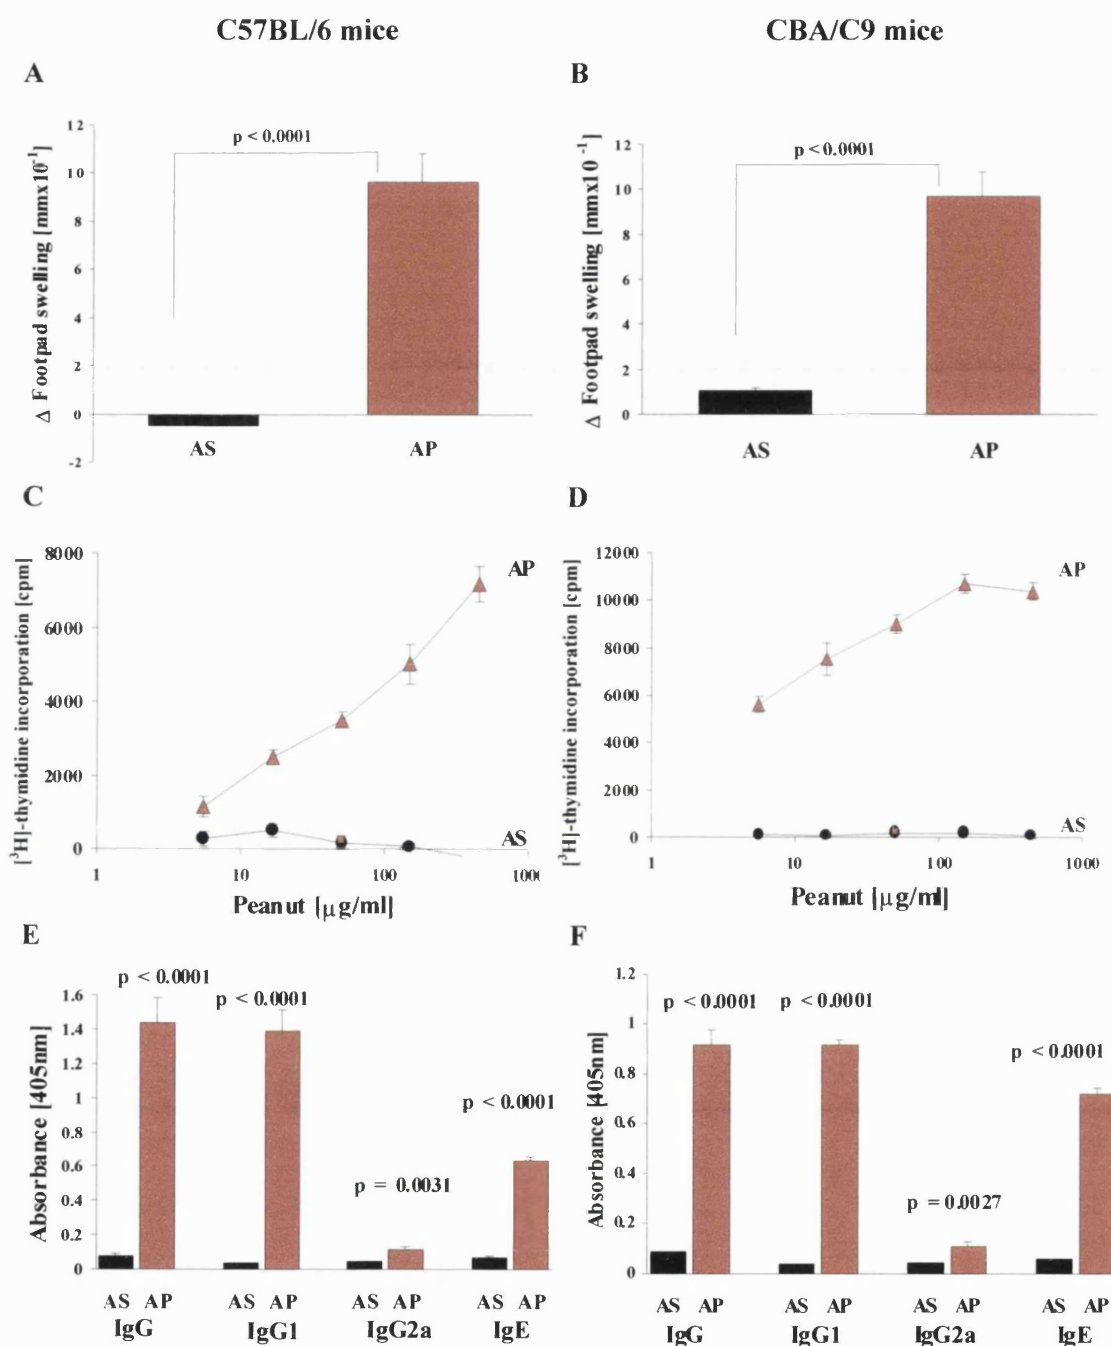 C57BL/6 mice
CBA/C9 mice
A
Δ Footpad swelling [mmx10⁻¹]
12
10
8
6
4
2
0
-2
p < 0.0001
AS
AP
B
Δ Footpad swelling [mmx10⁻¹]
12
10
8
6
4
2
0
p < 0.0001
AS
AP
C
[³H]-thymidine incorporation [cpm]
8000
6000
4000
2000
0
AP
AS
1
10
100
1000
Peanut [µg/ml]
D
[³H]-thymidine incorporation [cpm]
12000
10000
8000
6000
4000
2000
0
AP
AS
1
10
100
1000
Peanut [µg/ml]
E
Absorbance [405nm]
1.6
1.4
1.2
1
0.8
0.6
0.4
0.2
0
p < 0.0001
p < 0.0001
p = 0.0031
p < 0.0001
AS AP
AS AP
AS AP
AS AP
IgG
IgG1
IgG2a
IgE
F
Absorbance [405nm]
1.2
1
0.8
0.6
0.4
0.2
0
p < 0.0001
p < 0.0001
p = 0.0027
p < 0.0001
AS AP
AS AP
AS AP
AS AP
IgG
IgG1
IgG2a
IgE